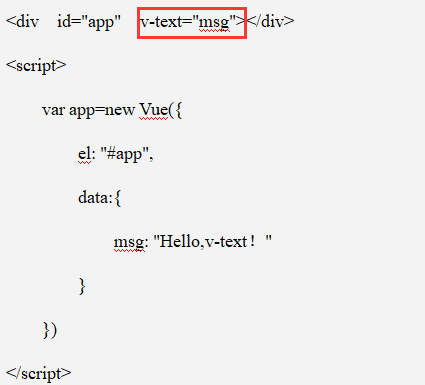 <div    id="app"    v-text="msg"></div>
<script>
var app=new Vue({
el: "#app",
data:{
msg: "Hello,v-text！"
}
})
</script>